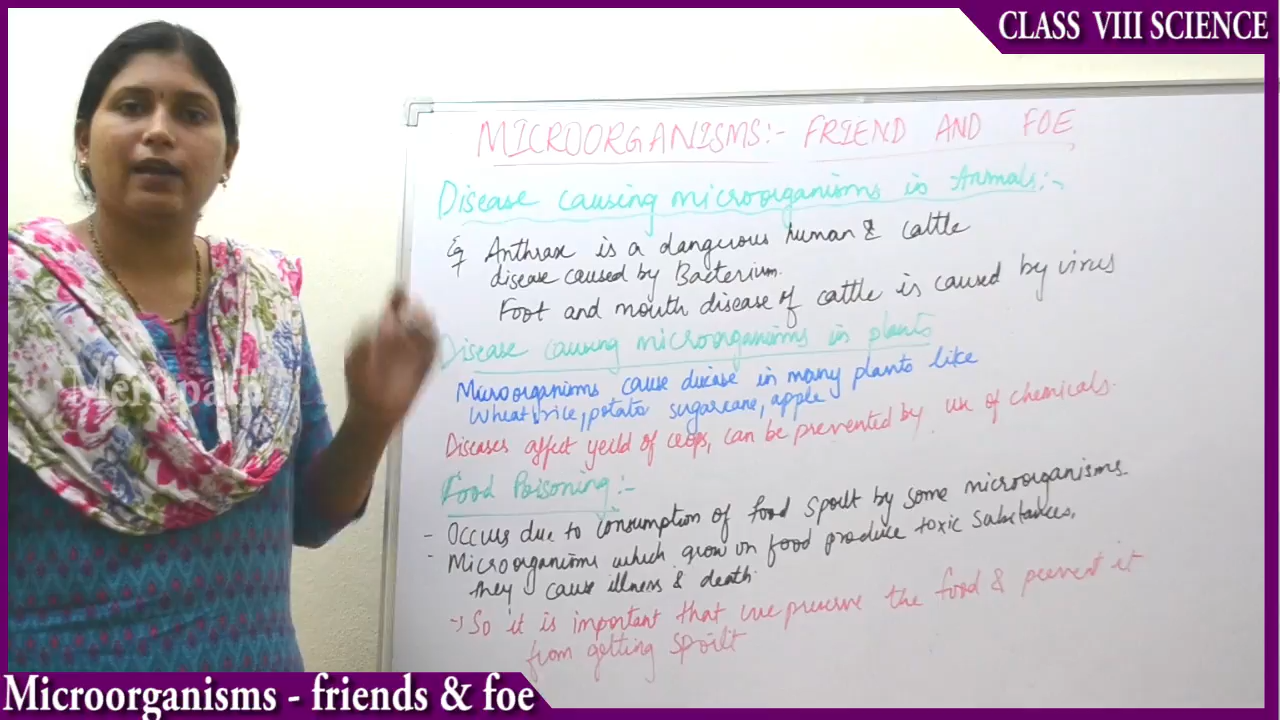 CLASS VIII SCIENCE
MICROORGANISMS:- FRIEND AND FOE
Disease causing microorganisms in Animals:-
Eg Anthrax is a dangerous human & cattle
disease caused by Bacterium.
Foot and mouth disease of cattle is caused by virus
Disease causing microorganisms in plants
Microorganisms cause disease in many plants like
Wheat, rice, potato sugarcane, apple
Diseases affect yeild of crops, can be prevented by use of chemicals.
Food Poisoning:-
- Occurs due to consumption of food spoilt by some microorganisms
- Microorganisms which grow on food produce toxic substances,
they cause illness & death.
So it is important that we preserve the food & prevent it
from getting spoilt
Microorganisms - friends & foe